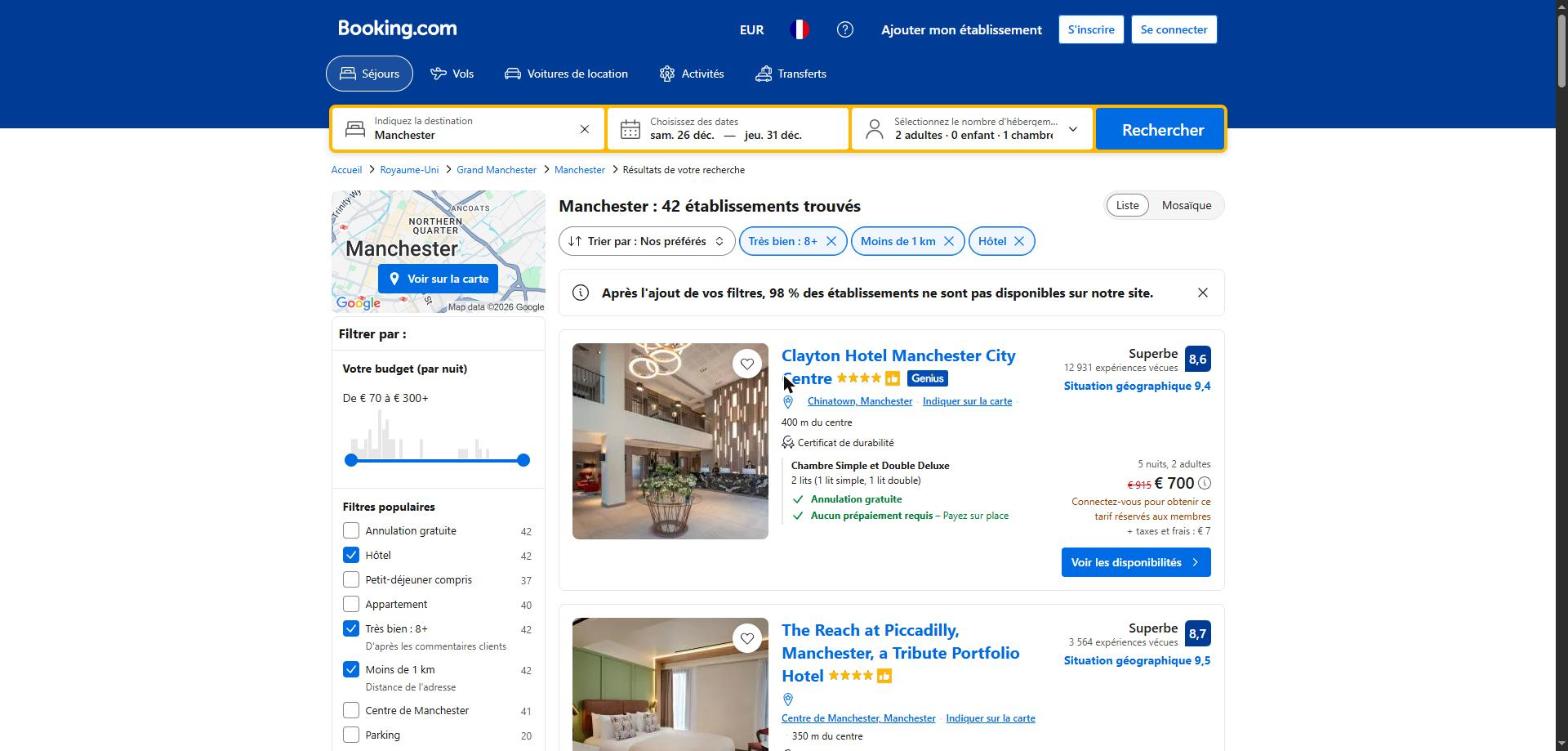 Booking.com
EUR
Ajouter mon établissement
S'inscrire
Se connecter
Séjours
Vols
Voitures de location
Activités
Transferts
Indiquez la destination
Manchester
Choisissez des dates
sam. 26 déc. — jeu. 31 déc.
Sélectionnez le nombre d'hébergem...
2 adultes · 0 enfant · 1 chambre
Rechercher
Accueil > Royaume-Uni > Grand Manchester > Manchester > Résultats de votre recherche
Trinity Wy
ANCOATS
NORTHERN
QUARTER
Manchester
Voir sur la carte
Google
Map data ©2026 Google
Filtrer par :
Votre budget (par nuit)
De € 70 à € 300+
Filtres populaires
Annulation gratuite 42
Hôtel 42
Petit-déjeuner compris 37
Appartement 40
Très bien : 8+ 42
D'après les commentaires clients
Moins de 1 km 42
Distance de l'adresse
Centre de Manchester 41
Parking 20
Manchester : 42 établissements trouvés
Liste
Mosaïque
Trier par : Nos préférés
Très bien : 8+
Moins de 1 km
Hôtel
Après l'ajout de vos filtres, 98 % des établissements ne sont pas disponibles sur notre site.
Clayton Hotel Manchester City
Centre
Genius
Chinatown, Manchester · Indiquer sur la carte ·
400 m du centre
Certificat de durabilité
Chambre Simple et Double Deluxe
2 lits (1 lit simple, 1 lit double)
Annulation gratuite
Aucun prépaiement requis – Payez sur place
Superbe
12 931 expériences vécues
8,6
Situation géographique 9,4
5 nuits, 2 adultes
€ 915 € 700
Connectez-vous pour obtenir ce
tarif réservés aux membres
+ taxes et frais : € 7
Voir les disponibilités
The Reach at Piccadilly,
Manchester, a Tribute Portfolio
Hotel
Centre de Manchester, Manchester · Indiquer sur la carte
· 350 m du centre
Superbe
3 564 expériences vécues
8,7
Situation géographique 9,5